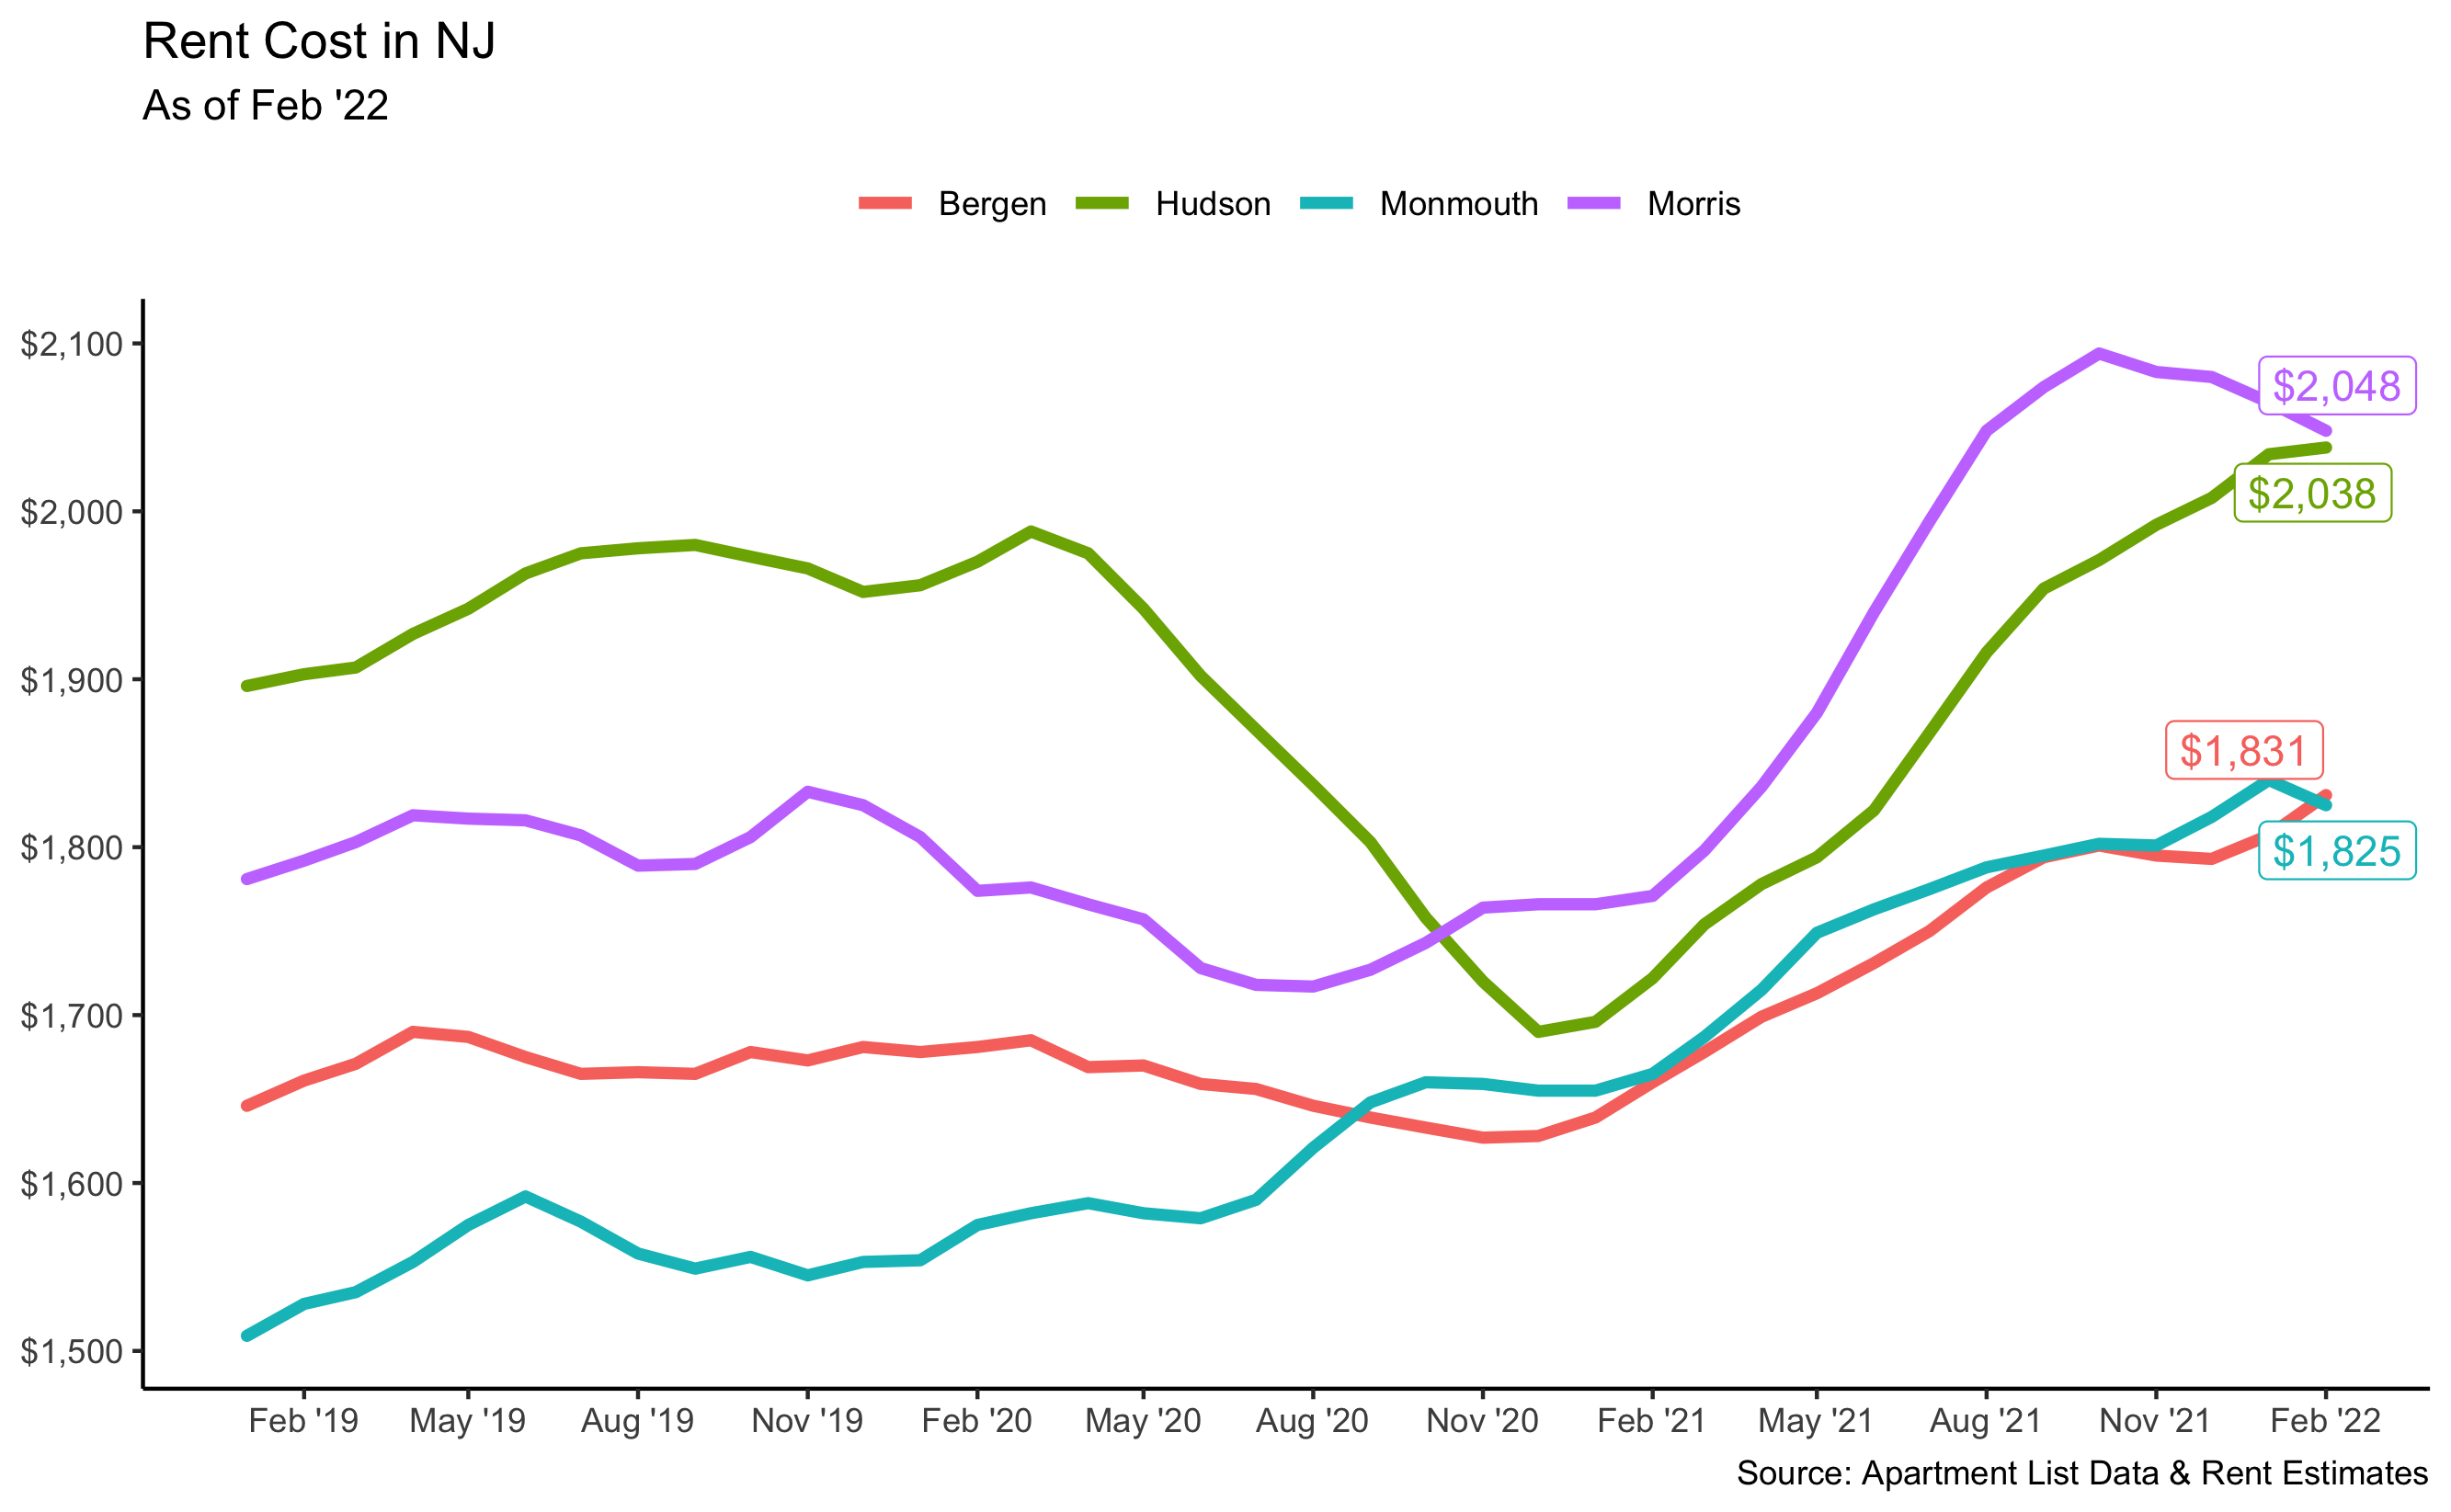 Rent Cost in NJ
As of Feb '22
Bergen Hudson Monmouth Morris
$2,100
$2,048
$2,000
$2,038
$1,900
$1,831
$1,800
$1,825
$1,700
$1,600
$1,500
Feb '19 May '19 Aug '19 Nov '19 Feb '20 May '20 Aug '20 Nov '20 Feb '21 May '21 Aug '21 Nov '21 Feb '22
Source: Apartment List Data & Rent Estimates